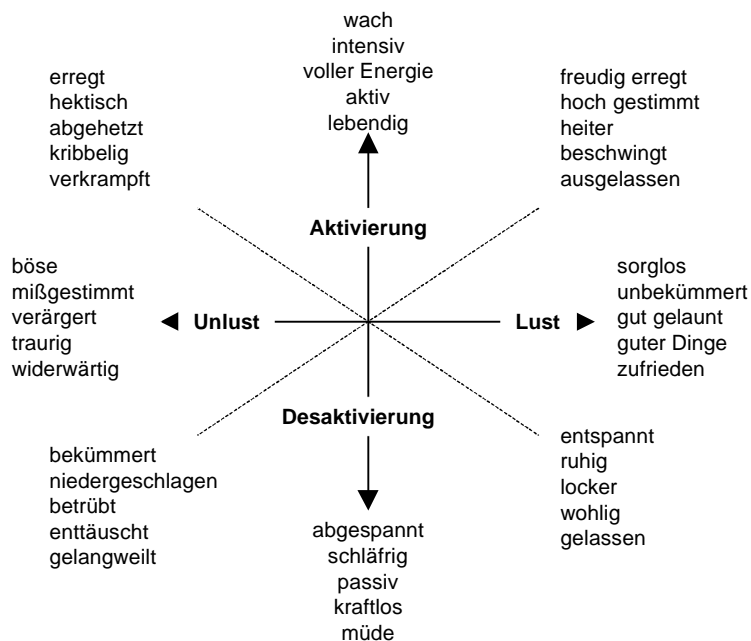 wach
intensiv
voller Energie
aktiv
lebendig
erregt
hektisch
abgehetzt
kribbelig
verkrampft
freudig erregt
hoch gestimmt
heiter
beschwingt
ausgelassen
Aktivierung
böse
mißgestimmt
verärgert
traurig
widerwärtig
Unlust
Lust
sorglos
unbekümmert
gut gelaunt
guter Dinge
zufrieden
Desaktivierung
bekümmert
niedergeschlagen
betrübt
enttäuscht
gelangweilt
entspannt
ruhig
locker
wohlig
gelassen
abgespannt
schläfrig
passiv
kraftlos
müde